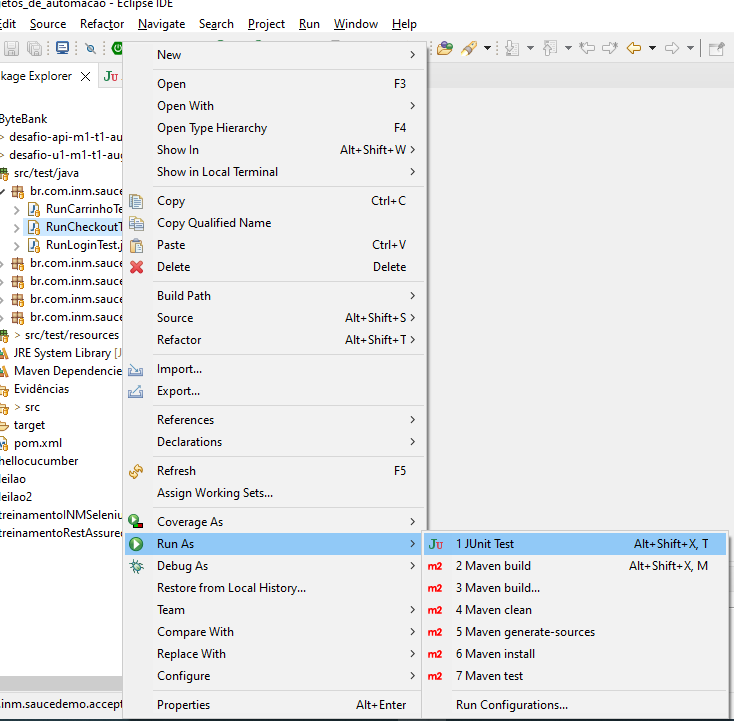 etos_de_automacao - Eclipse IDE
Edit Source Refactor Navigate Search Project Run Window Help
kage Explorer
ByteBank
desafio-api-m1-t1-au
desafio-u1-m1-t1-au
src/test/java
br.com.inm.sauce
RunCarrinhoTe
RunCheckoutT
RunLoginTest.j
br.com.inm.sauce
br.com.inm.sauce
br.com.inm.sauce
br.com.inm.sauce
> src/test/resources
JRE System Library [J
Maven Dependencie
Evidências
> src
target
pom.xml
hellocucumber
leilao
leilao2
treinamentoINMSeleniu
treinamentoRestAssured
.inm.saucedemo.accept
New
Open F3
Open With
Open Type Hierarchy F4
Show In Alt+Shift+W
Show in Local Terminal
Copy Ctrl+C
Copy Qualified Name
Paste Ctrl+V
Delete Delete
Build Path
Source Alt+Shift+S
Refactor Alt+Shift+T
Import...
Export...
References
Declarations
Refresh F5
Assign Working Sets...
Coverage As
Run As
Debug As
Restore from Local History...
Team
Compare With
Replace With
Configure
Properties Alt+Enter
1 JUnit Test Alt+Shift+X, T
m2 2 Maven build Alt+Shift+X, M
m2 3 Maven build...
m2 4 Maven clean
m2 5 Maven generate-sources
m2 6 Maven install
m2 7 Maven test
Run Configurations...